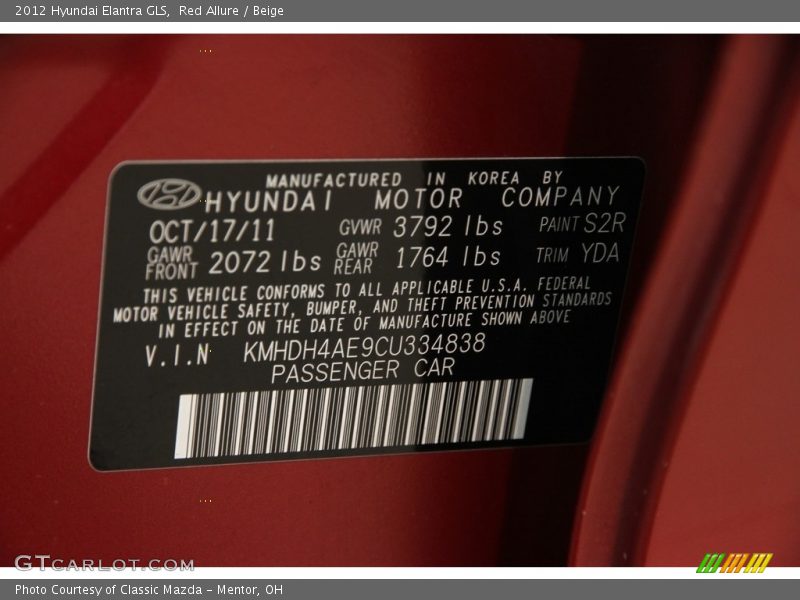 2012 Hyundai Elantra GLS,  Red Allure / Beige
MANUFACTURED IN KOREA BY
HYUNDAI MOTOR COMPANY
OCT/17/11 GVWR 3792 lbs PAINT S2R
GAWR FRONT 2072 lbs GAWR REAR 1764 lbs TRIM YDA
THIS VEHICLE CONFORMS TO ALL APPLICABLE U.S.A. FEDERAL
MOTOR VEHICLE SAFETY, BUMPER, AND THEFT PREVENTION STANDARDS
IN EFFECT ON THE DATE OF MANUFACTURE SHOWN ABOVE
V.I.N KMHDH4AE9CU334838
PASSENGER CAR
GTCARLOT.COM
Photo Courtesy of Classic Mazda - Mentor, OH